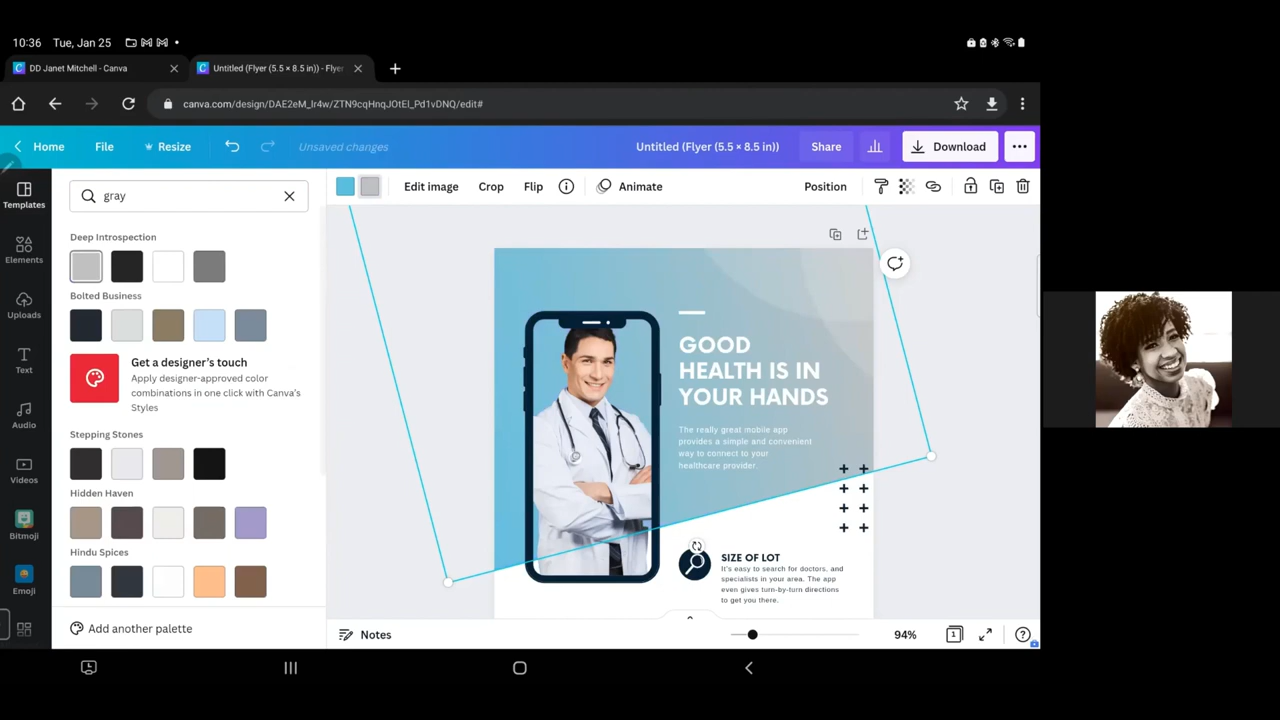 10:36 Tue, Jan 25
DD Janet Mitchell - Canva
Untitled (Flyer (5.5 × 8.5 in)) - Flyer
canva.com/design/DAE2eM_lr4w/ZTN9cqHnqJOtEl_Pd1vDNQ/edit#
Home File Resize Unsaved changes Untitled (Flyer (5.5 × 8.5 in)) Share Download
gray
Edit image Crop Flip Animate Position
Templates
Elements
Uploads
Text
Audio
Videos
Bitmoji
Emoji
Deep Introspection
Bolted Business
Get a designer's touch
Apply designer-approved color
combinations in one click with Canva's
Styles
Stepping Stones
Hidden Haven
Hindu Spices
Add another palette
GOOD
HEALTH IS IN
YOUR HANDS
The really great mobile app
provides a simple and convenient
way to connect to your
healthcare provider.
SIZE OF LOT
It's easy to search for doctors, and
specialists in your area. The app
even gives turn-by-turn directions
to get you there.
Notes 94% 1